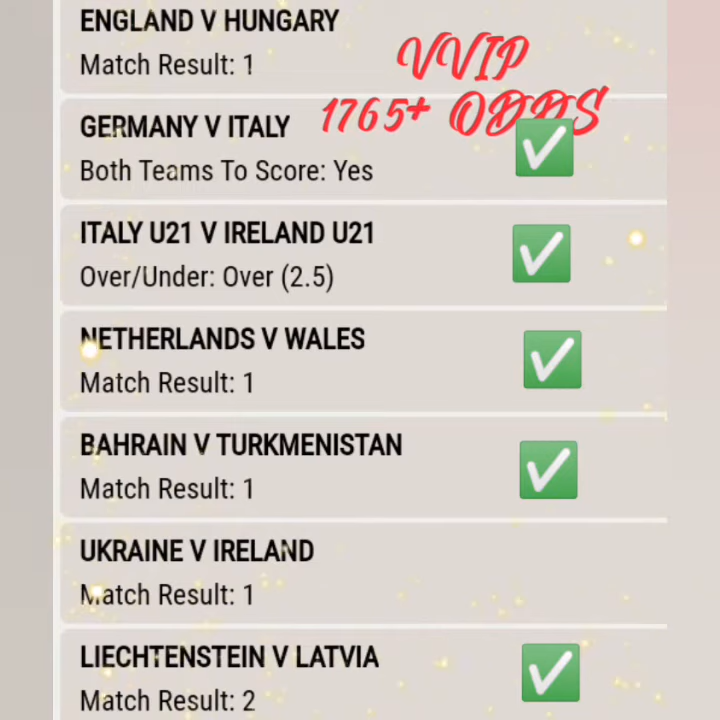 ENGLAND V HUNGARY
Match Result: 1
VVIP
1765+ ODDS
GERMANY V ITALY
Both Teams To Score: Yes
ITALY U21 V IRELAND U21
Over/Under: Over (2.5)
NETHERLANDS V WALES
Match Result: 1
BAHRAIN V TURKMENISTAN
Match Result: 1
UKRAINE V IRELAND
Match Result: 1
LIECHTENSTEIN V LATVIA
Match Result: 2